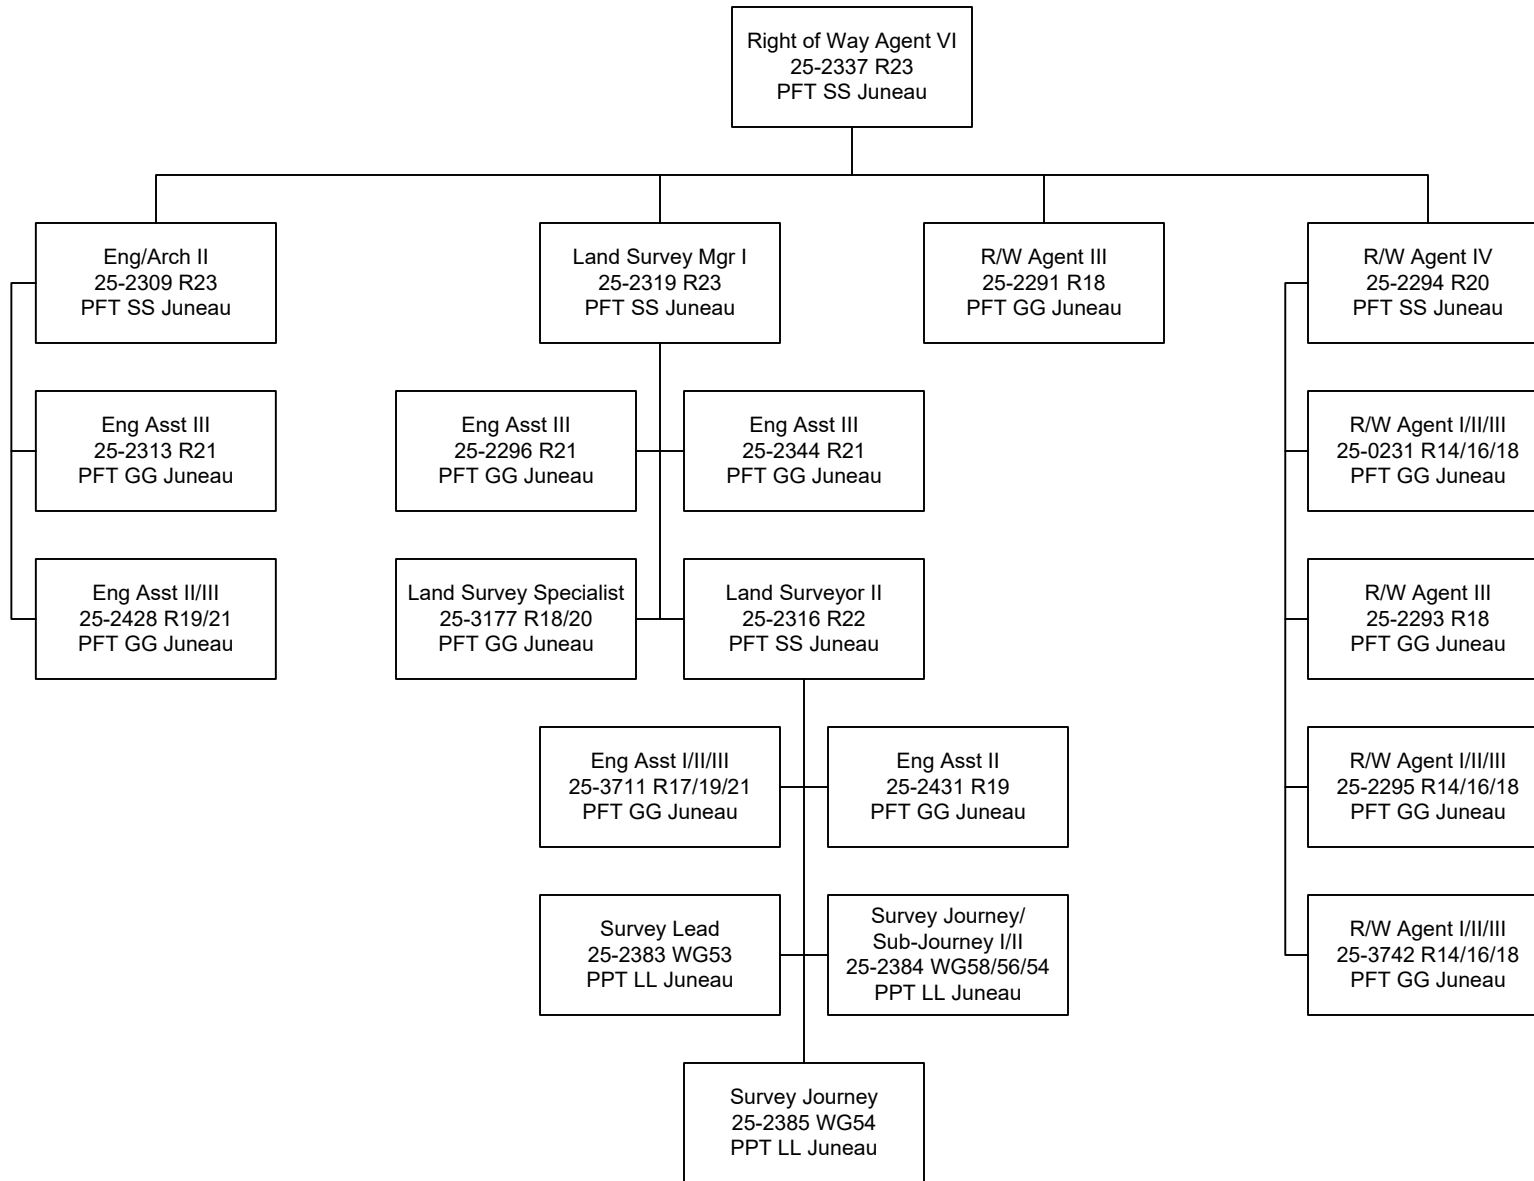 Right of Way Agent VI
25-2337 R23
PFT SS Juneau
Eng/Arch II
25-2309 R23
PFT SS Juneau
Land Survey Mgr I
25-2319 R23
PFT SS Juneau
R/W Agent III
25-2291 R18
PFT GG Juneau
R/W Agent IV
25-2294 R20
PFT SS Juneau
Eng Asst III
25-2313 R21
PFT GG Juneau
Eng Asst III
25-2296 R21
PFT GG Juneau
Eng Asst III
25-2344 R21
PFT GG Juneau
R/W Agent I/II/III
25-0231 R14/16/18
PFT GG Juneau
Eng Asst II/III
25-2428 R19/21
PFT GG Juneau
Land Survey Specialist
25-3177 R18/20
PFT GG Juneau
Land Surveyor II
25-2316 R22
PFT SS Juneau
R/W Agent III
25-2293 R18
PFT GG Juneau
Eng Asst I/II/III
25-3711 R17/19/21
PFT GG Juneau
Eng Asst II
25-2431 R19
PFT GG Juneau
R/W Agent I/II/III
25-2295 R14/16/18
PFT GG Juneau
Survey Lead
25-2383 WG53
PPT LL Juneau
Survey Journey/
Sub-Journey I/II
25-2384 WG58/56/54
PPT LL Juneau
R/W Agent I/II/III
25-3742 R14/16/18
PFT GG Juneau
Survey Journey
25-2385 WG54
PPT LL Juneau